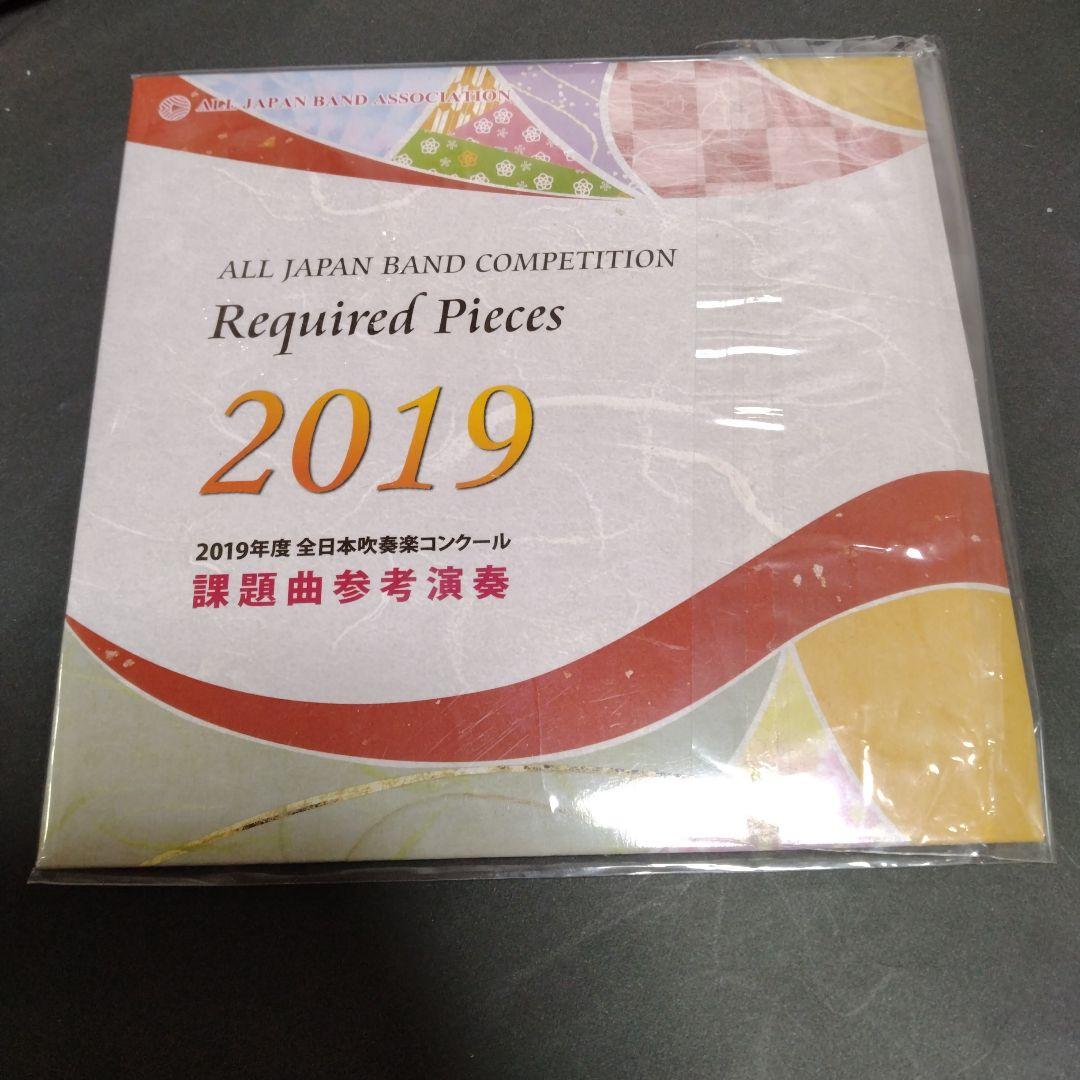 ALL JAPAN BAND ASSOCIATION
ALL JAPAN BAND COMPETITION
Required Pieces
2019
2019年度 全日本吹奏楽コンクール
課題曲参考演奏